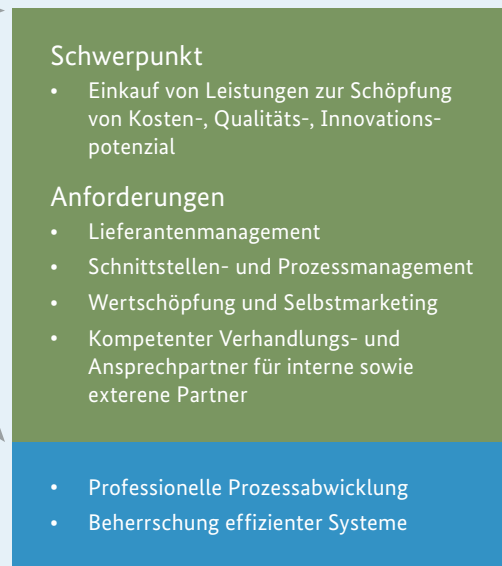 Schwerpunkt
• Einkauf von Leistungen zur Schöpfung
von Kosten-, Qualitäts-, Innovations-
potenzial
Anforderungen
• Lieferantenmanagement
• Schnittstellen- und Prozessmanagement
• Wertschöpfung und Selbstmarketing
• Kompetenter Verhandlungs- und
Ansprechpartner für interne sowie
exterene Partner
• Professionelle Prozessabwicklung
• Beherrschung effizienter Systeme